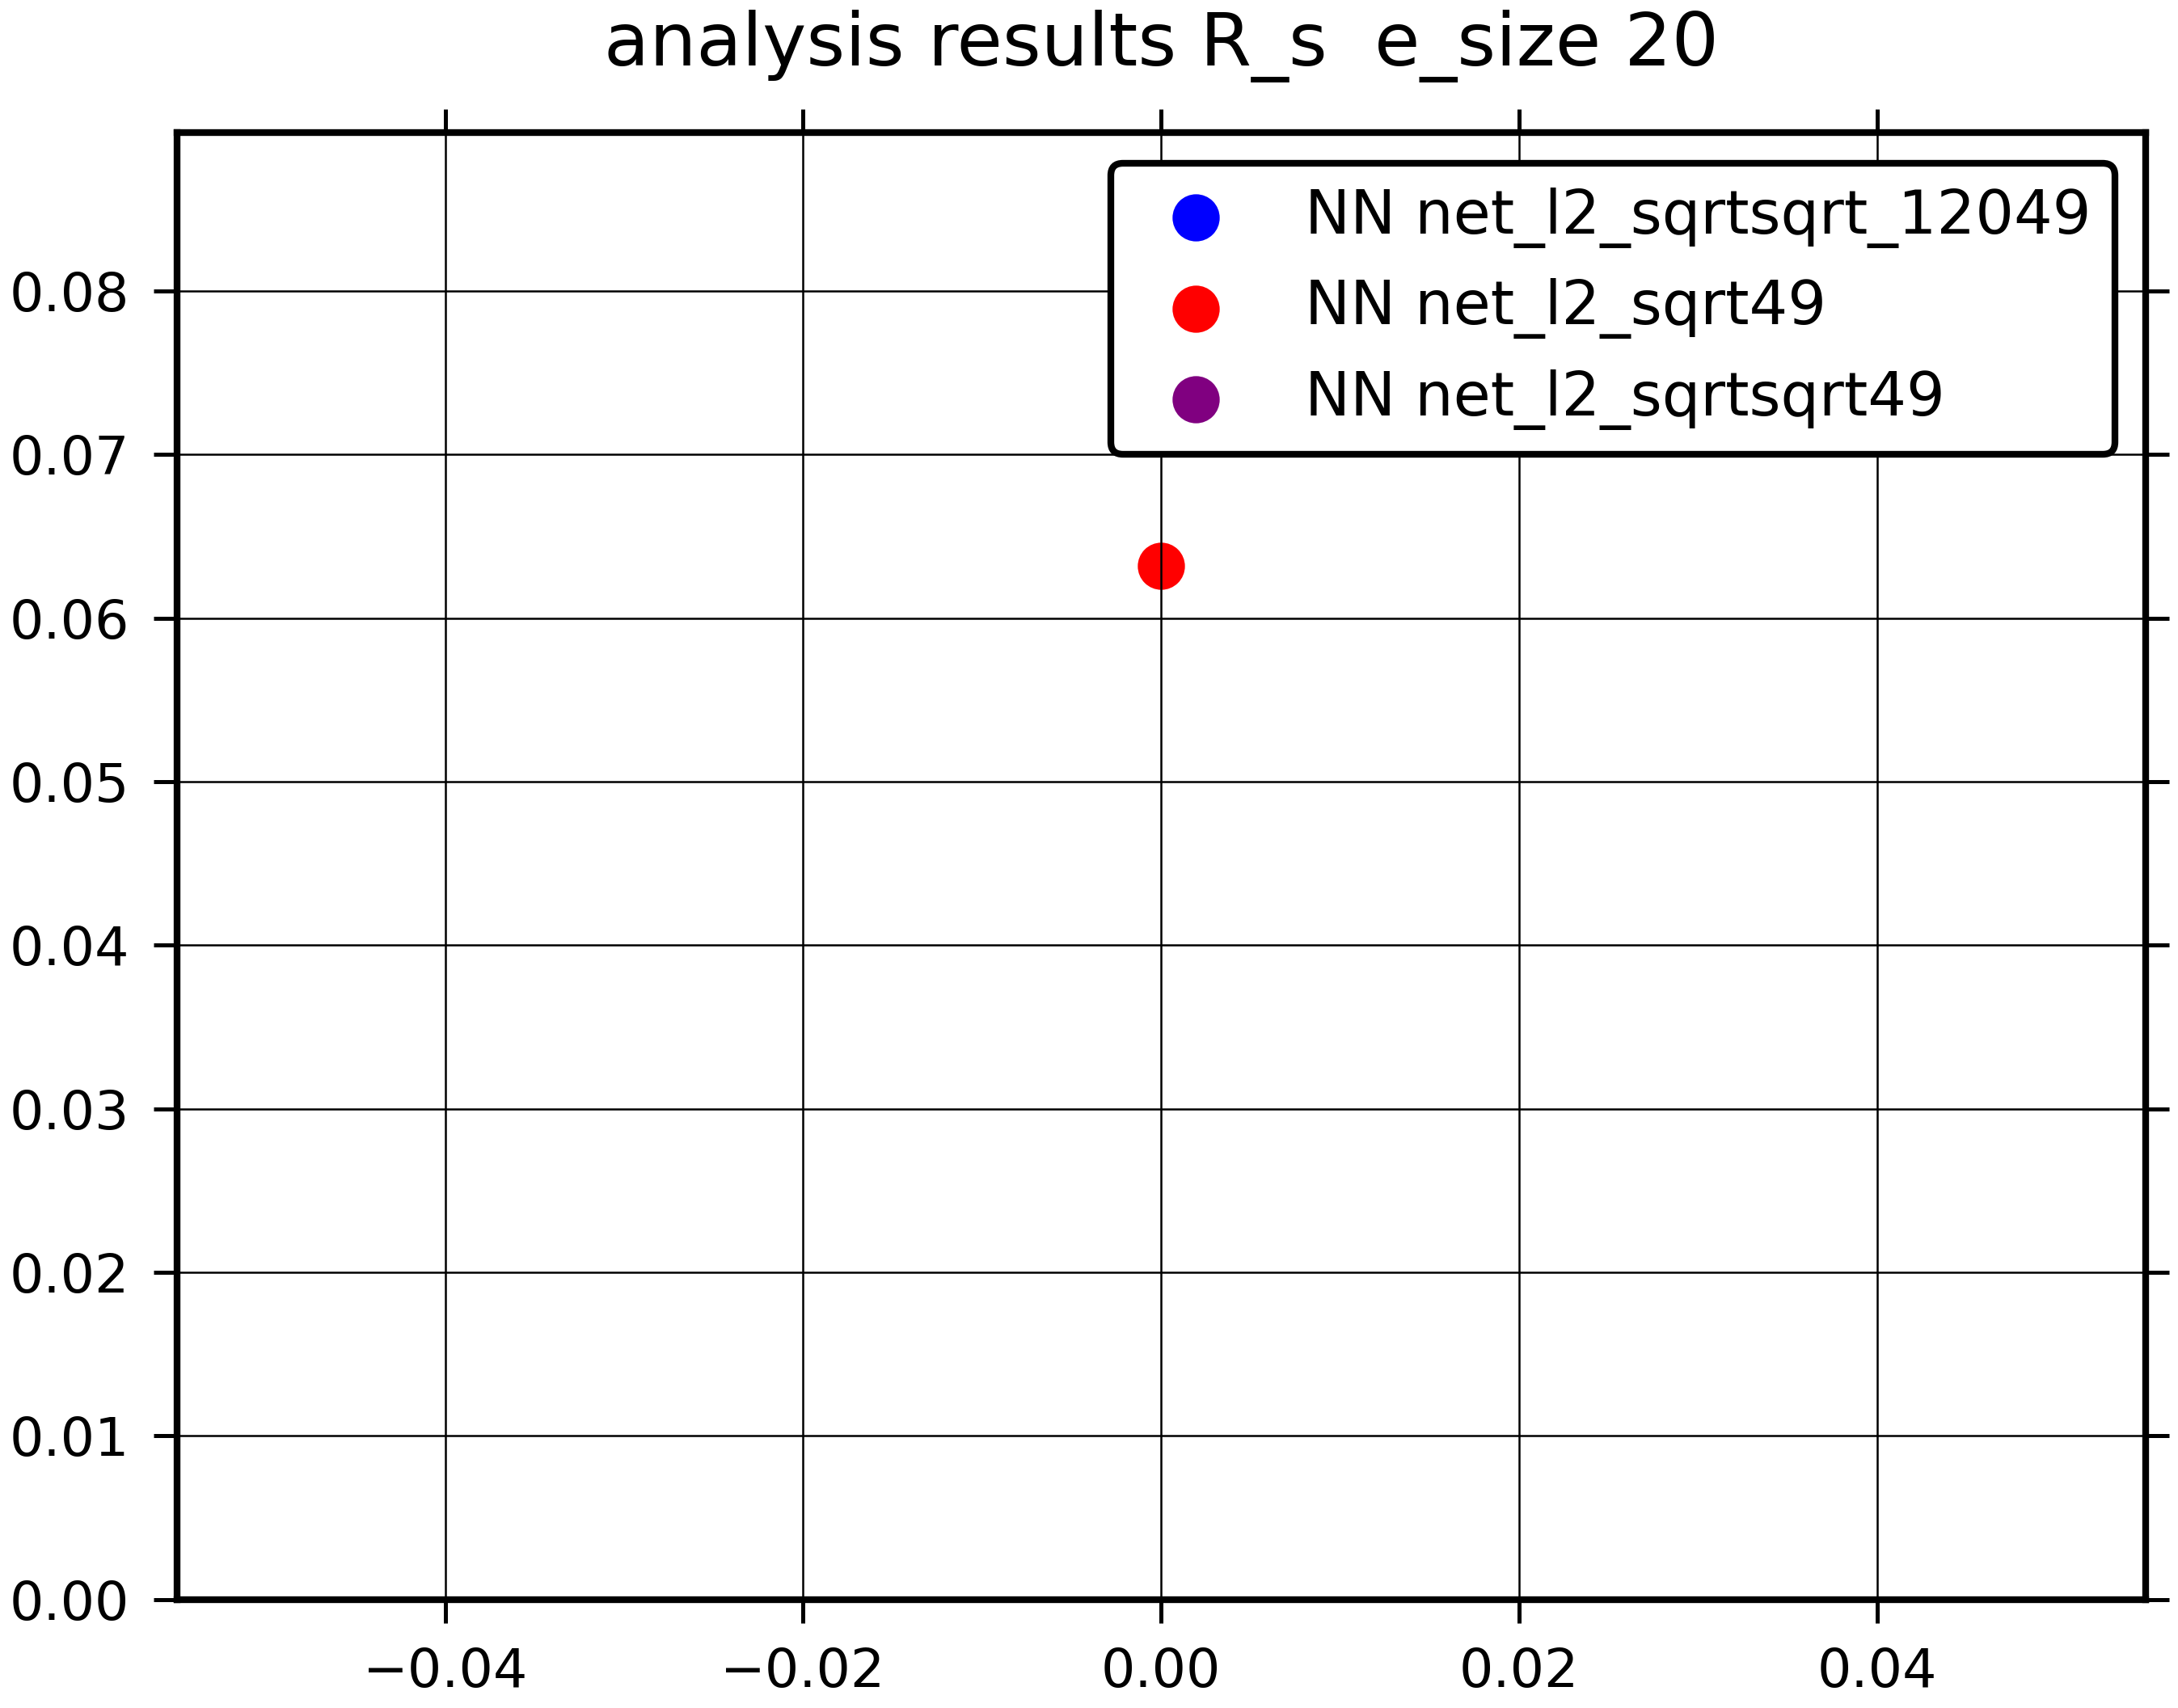 analysis results R_s  e_size 20
NN net_l2_sqrtsqrt_12049
NN net_l2_sqrt49
NN net_l2_sqrtsqrt49
0.08
0.07
0.06
0.05
0.04
0.03
0.02
0.01
0.00
−0.04 −0.02 0.00 0.02 0.04